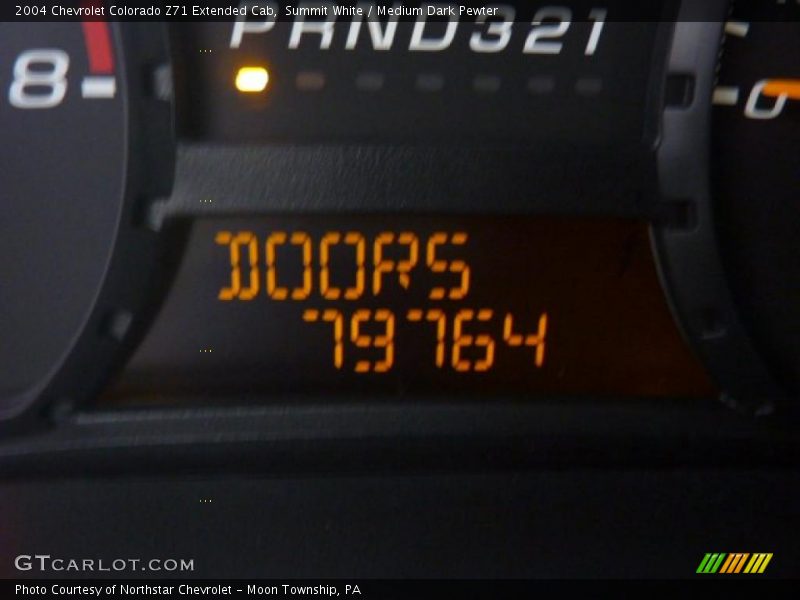 2004 Chevrolet Colorado Z71 Extended Cab, Summit White / Medium Dark Pewter
PRND321
8
0
DOORS
79764
GTCARLOT.COM
Photo Courtesy of Northstar Chevrolet - Moon Township, PA